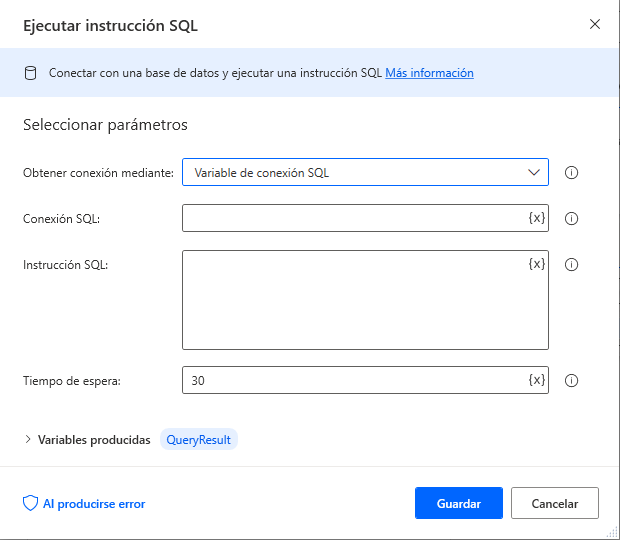 Ejecutar instrucción SQL
Conectar con una base de datos y ejecutar una instrucción SQL Más información
Seleccionar parámetros
Obtener conexión mediante: Variable de conexión SQL
Conexión SQL: {x}
Instrucción SQL: {x}
Tiempo de espera: 30 {x}
Variables producidas QueryResult
Al producirse error Guardar Cancelar